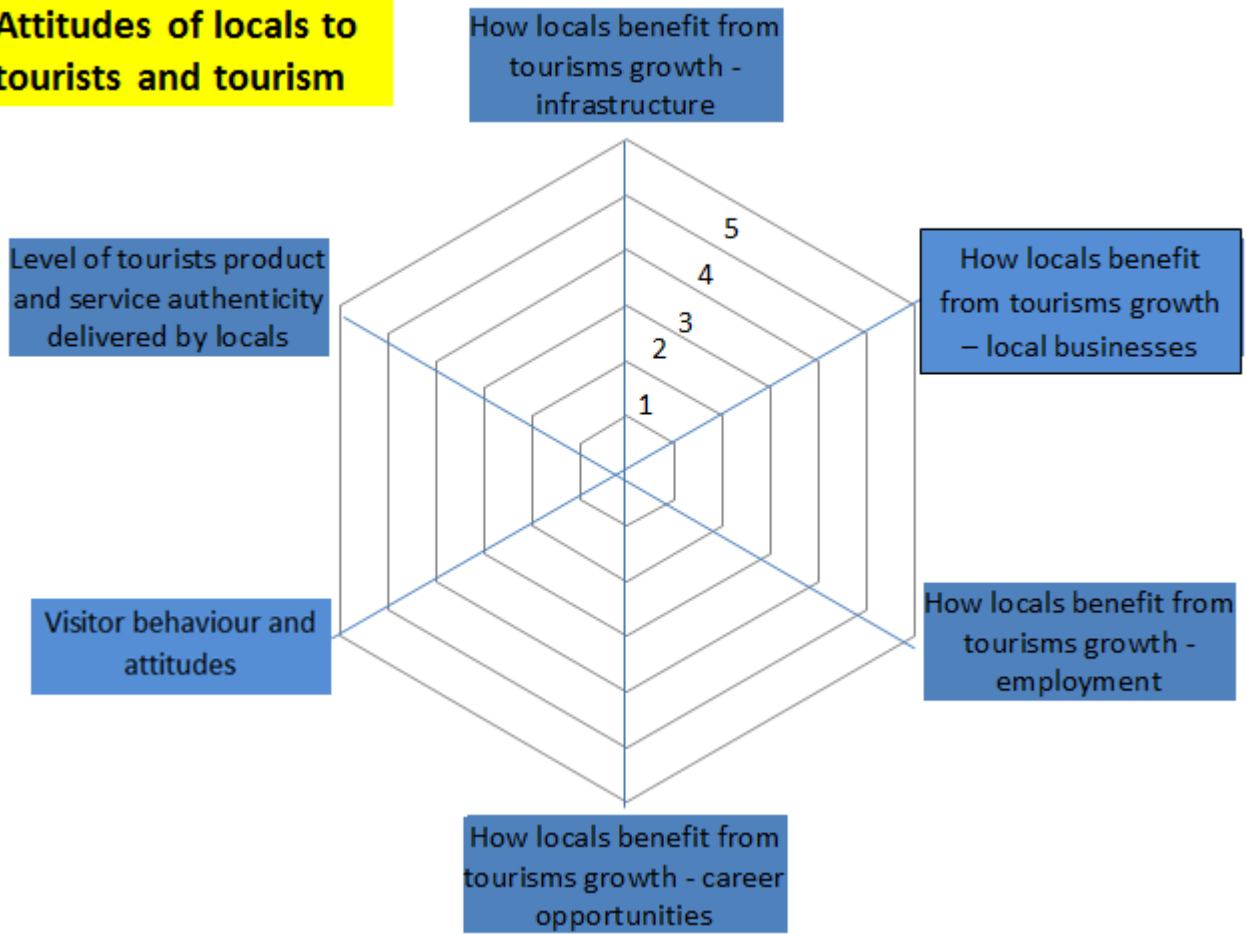 Attitudes of locals to
tourists and tourism
How locals benefit from
tourisms growth -
infrastructure
5
4
3
2
1
Level of tourists product
and service authenticity
delivered by locals
How locals benefit
from tourisms growth
– local businesses
Visitor behaviour and
attitudes
How locals benefit from
tourisms growth -
employment
How locals benefit from
tourisms growth - career
opportunities